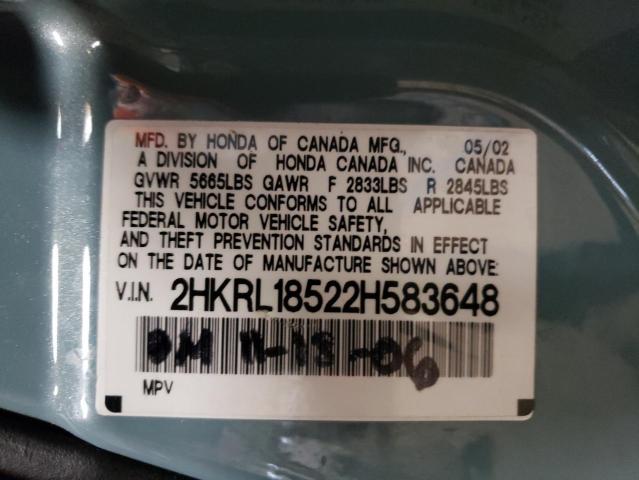 MFD. BY HONDA OF CANADA MFG., 05/02
A DIVISION OF HONDA CANADA INC. CANADA
GVWR 5665LBS GAWR F 2833LBS R 2845LBS
THIS VEHICLE CONFORMS TO ALL APPLICABLE
FEDERAL MOTOR VEHICLE SAFETY,
AND THEFT PREVENTION STANDARDS IN EFFECT
ON THE DATE OF MANUFACTURE SHOWN ABOVE:
V.I.N. 2HKRL18522H583648
11-13-06
MPV